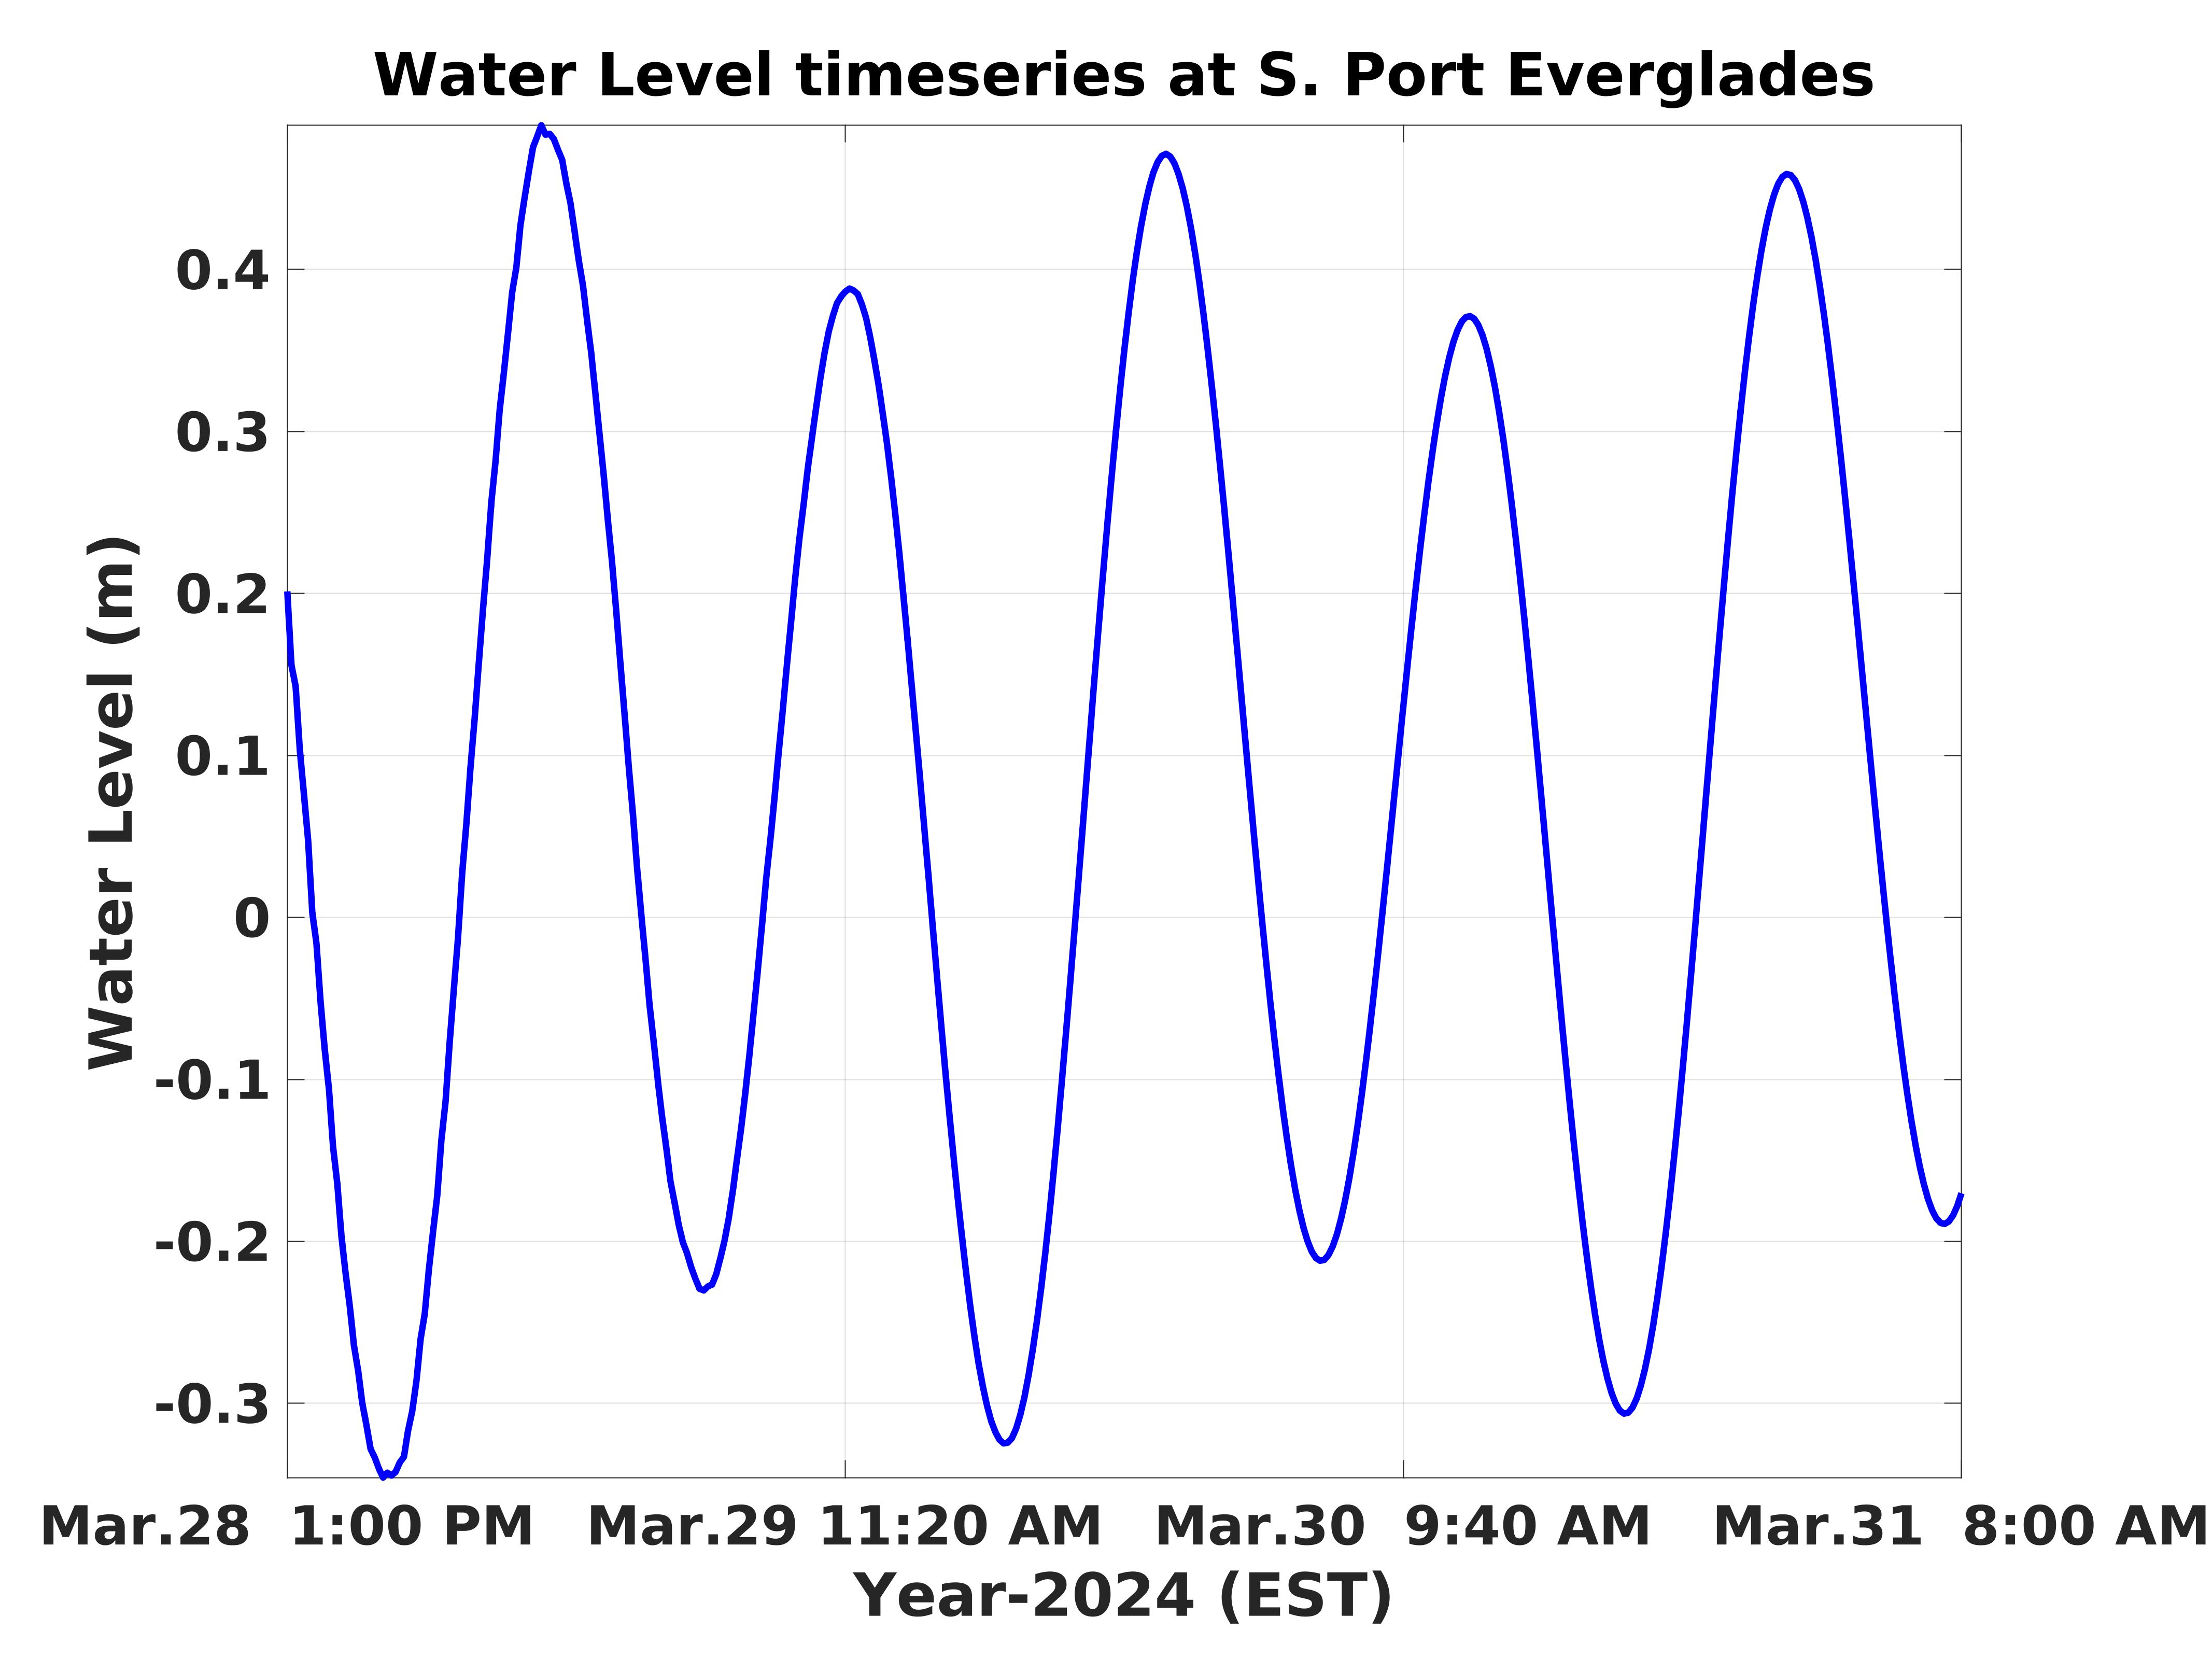 Water Level timeseries at S. Port Everglades
Water Level (m)
0.4
0.3
0.2
0.1
0
-0.1
-0.2
-0.3
Mar.28  1:00 PM Mar.29 11:20 AM Mar.30  9:40 AM Mar.31  8:00 AM
Year-2024 (EST)